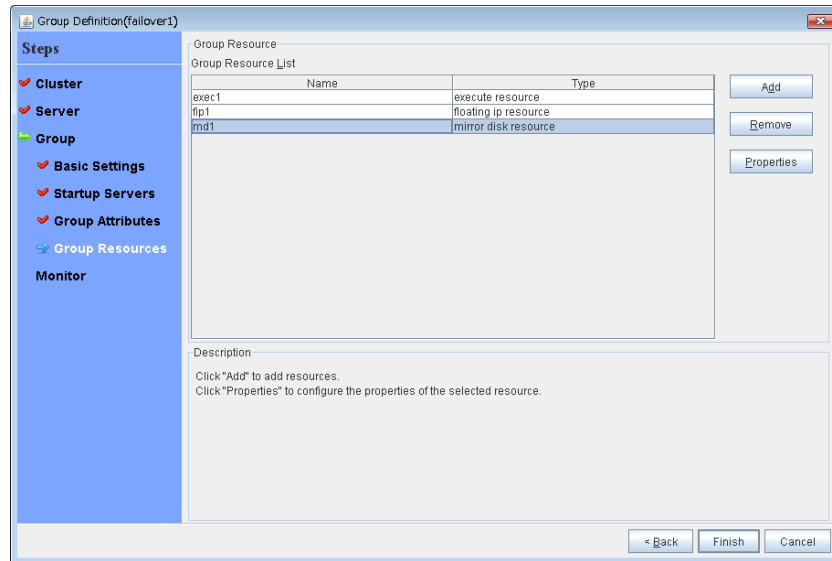 Group Definition(failover1)
Steps
Cluster
Server
Group
Basic Settings
Startup Servers
Group Attributes
Group Resources
Monitor
Group Resource
Group Resource List
Name Type
exec1 execute resource
fip1 floating ip resource
md1 mirror disk resource
Add
Remove
Properties
Description
Click "Add" to add resources.
Click "Properties" to configure the properties of the selected resource.
< Back Finish Cancel